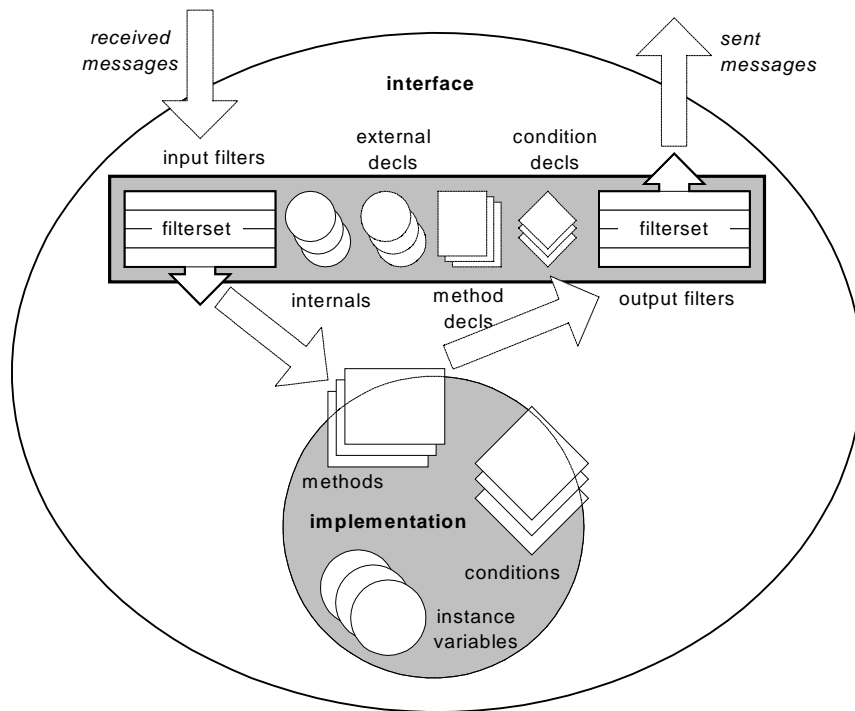 received
messages
sent
messages
interface
input filters
external
decls
condition
decls
filterset
filterset
internals
method
decls
output filters
methods
implementation
conditions
instance
variables